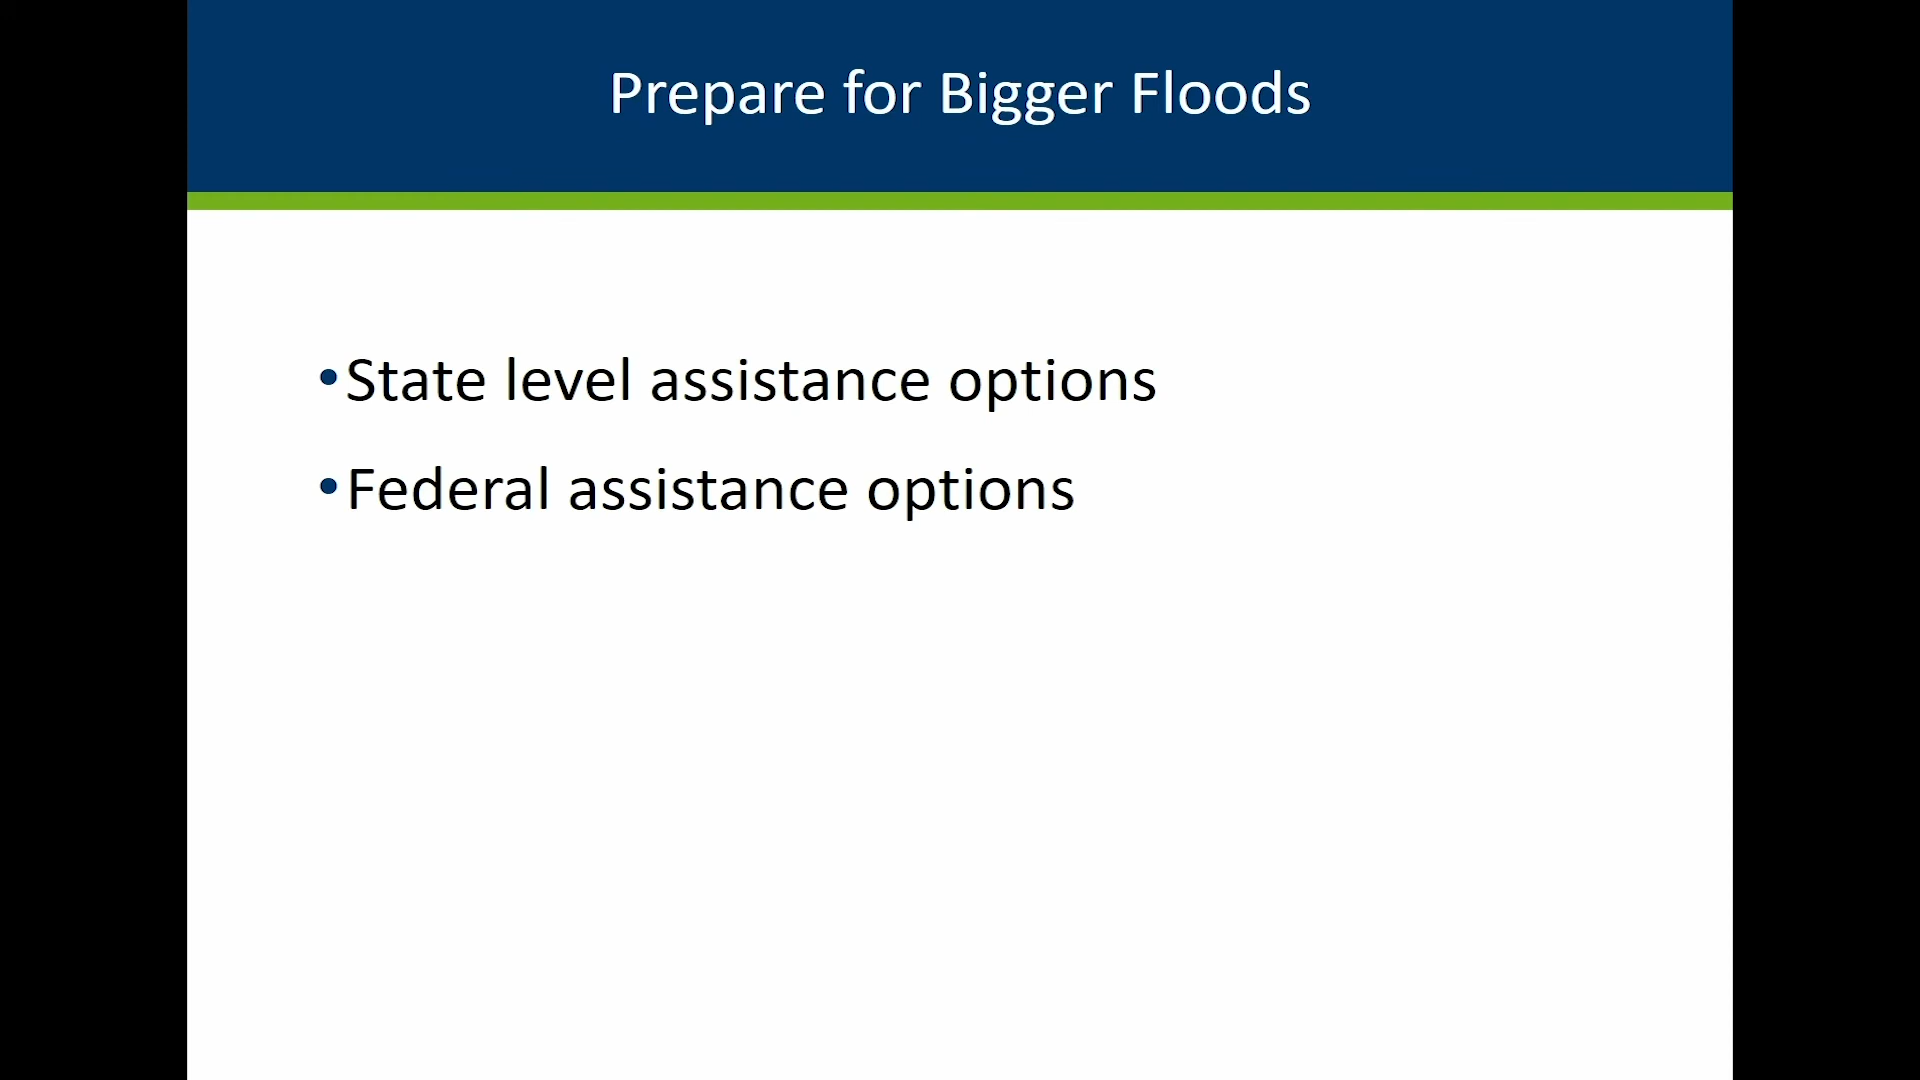 Prepare for Bigger Floods
•State level assistance options
•Federal assistance options